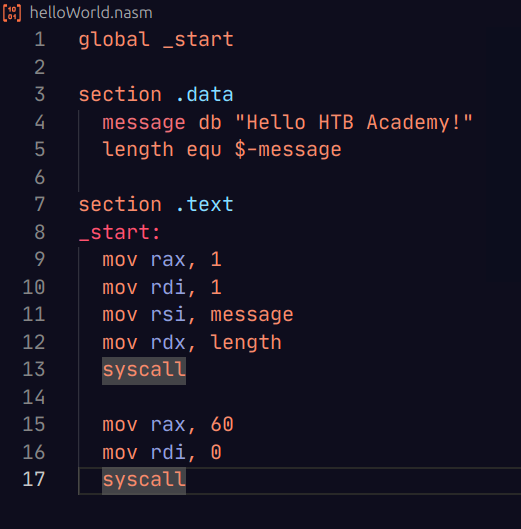 helloWorld.nasm
1 global _start
2
3 section .data
4   message db "Hello HTB Academy!"
5   length equ $-message
6
7 section .text
8 _start:
9   mov rax, 1
10   mov rdi, 1
11   mov rsi, message
12   mov rdx, length
13   syscall
14
15   mov rax, 60
16   mov rdi, 0
17   syscall